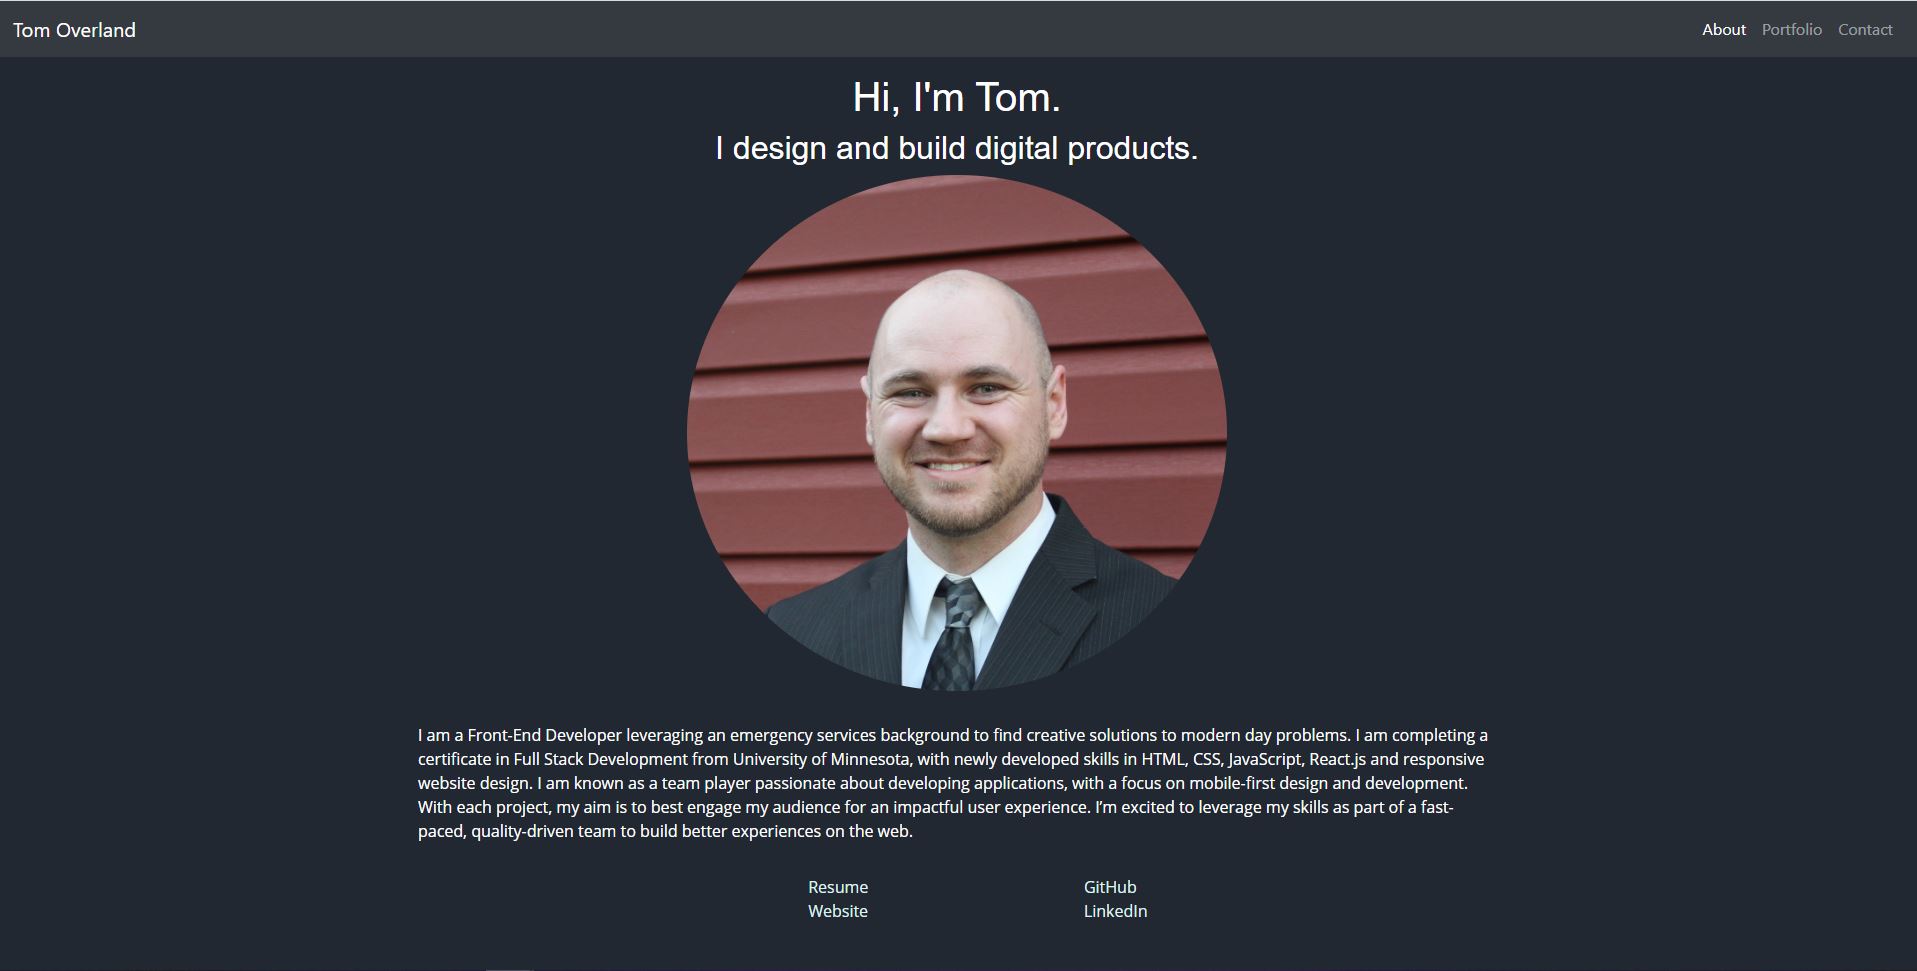 Tom Overland
About Portfolio Contact
Hi, I'm Tom.
I design and build digital products.
I am a Front-End Developer leveraging an emergency services background to find creative solutions to modern day problems. I am completing a
certificate in Full Stack Development from University of Minnesota, with newly developed skills in HTML, CSS, JavaScript, React.js and responsive
website design. I am known as a team player passionate about developing applications, with a focus on mobile-first design and development.
With each project, my aim is to best engage my audience for an impactful user experience. I’m excited to leverage my skills as part of a fast-
paced, quality-driven team to build better experiences on the web.
Resume GitHub
Website LinkedIn